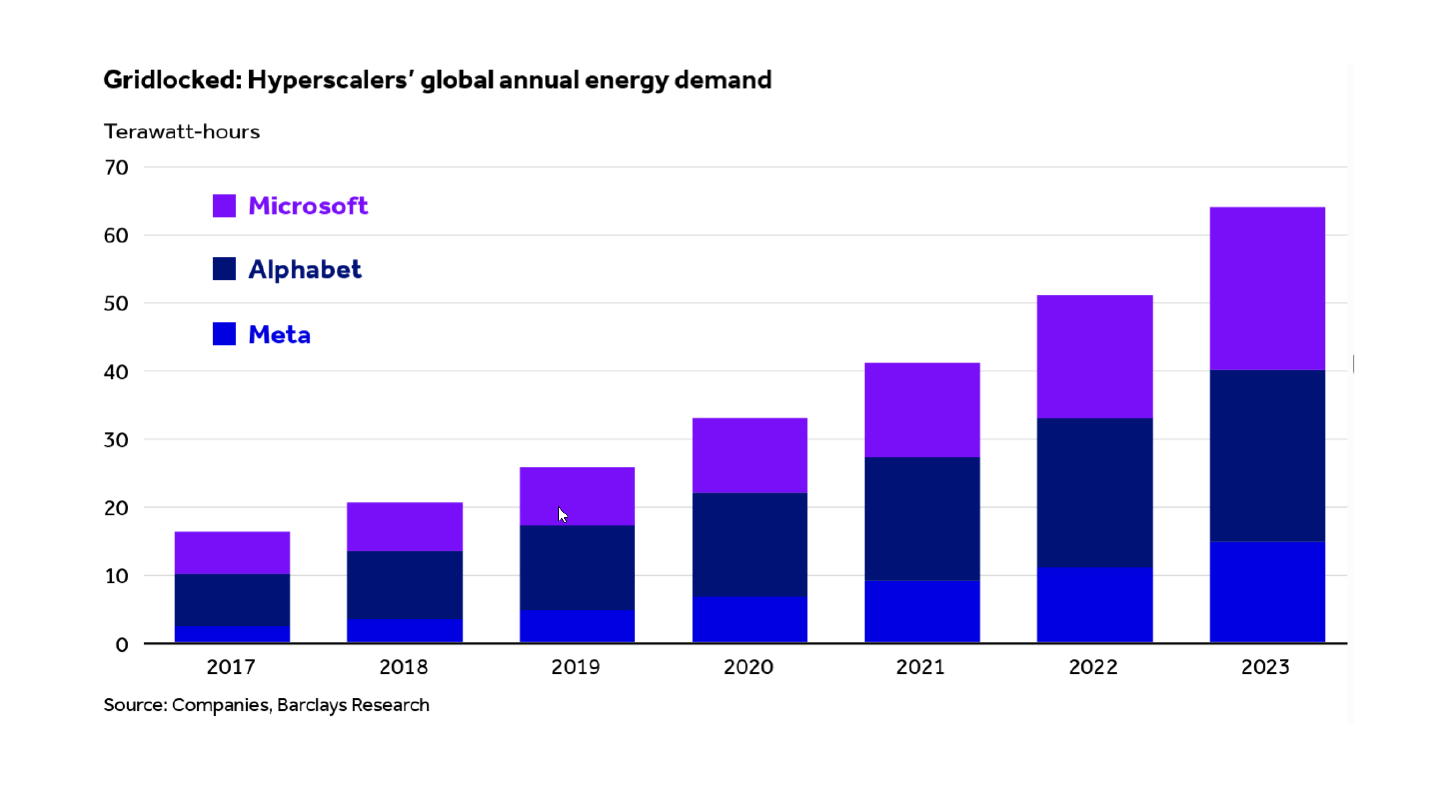 Gridlocked: Hyperscalers’ global annual energy demand
Terawatt-hours
70
Microsoft
60
Alphabet
50
Meta
40
30
20
10
0
2017 2018 2019 2020 2021 2022 2023
Source: Companies, Barclays Research